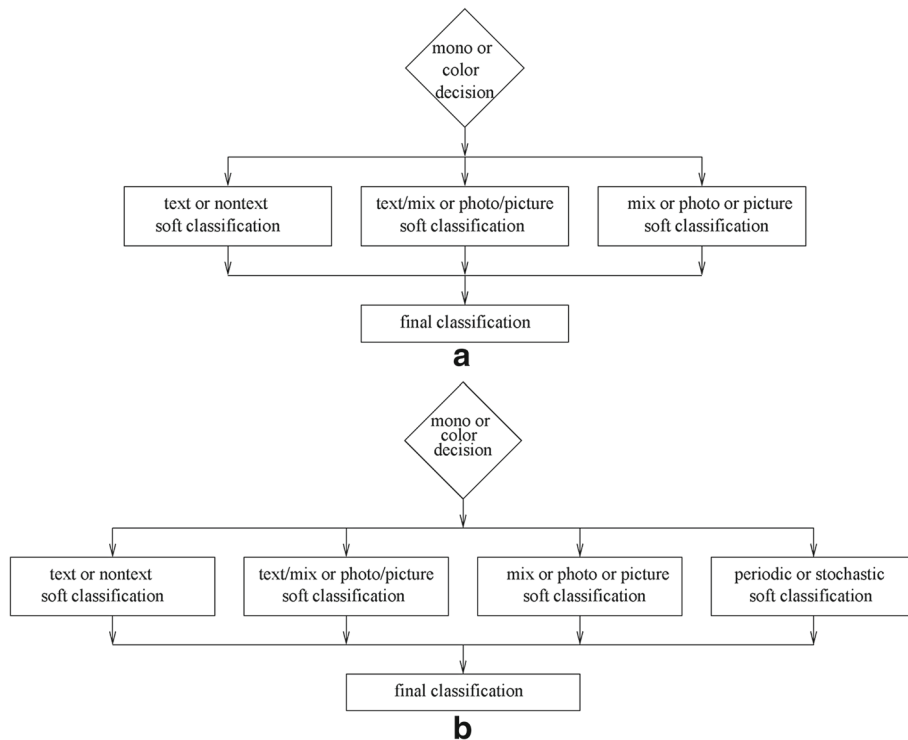 mono or
color
decision
text or nontext
soft classification
text/mix or photo/picture
soft classification
mix or photo or picture
soft classification
final classification
a
mono or
color
decision
text or nontext
soft classification
text/mix or photo/picture
soft classification
mix or photo or picture
soft classification
periodic or stochastic
soft classification
final classification
b